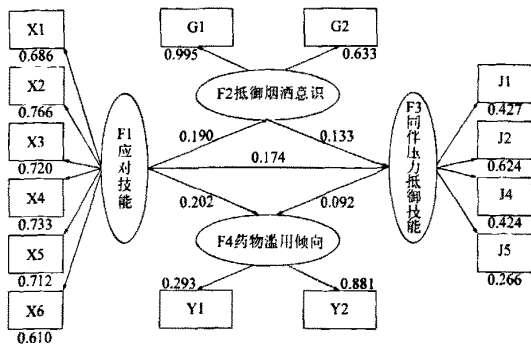 X1
0.686
X2
0.766
X3
0.720
X4
0.733
X5
0.712
X6
0.610
F1应对技能
G1
0.995
G2
0.633
F2抵御烟酒意识
0.190
0.133
0.174
0.202
0.092
F4药物滥用倾向
0.293
0.881
Y1
Y2
F3同伴压力抵御技能
J1
0.427
J2
0.624
J4
0.424
J5
0.266